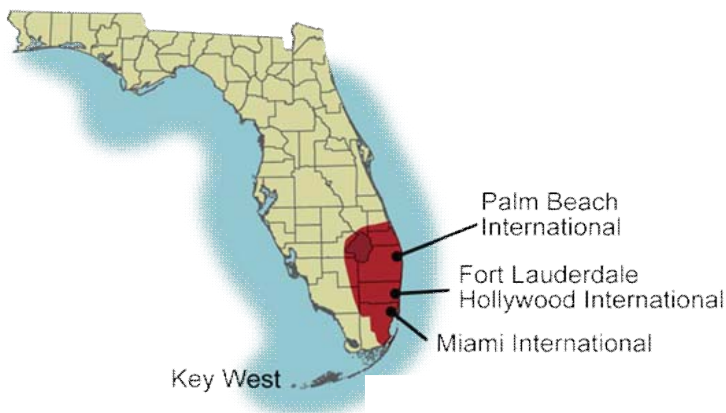 Palm Beach
International
Fort Lauderdale
Hollywood International
Miami International
Key West